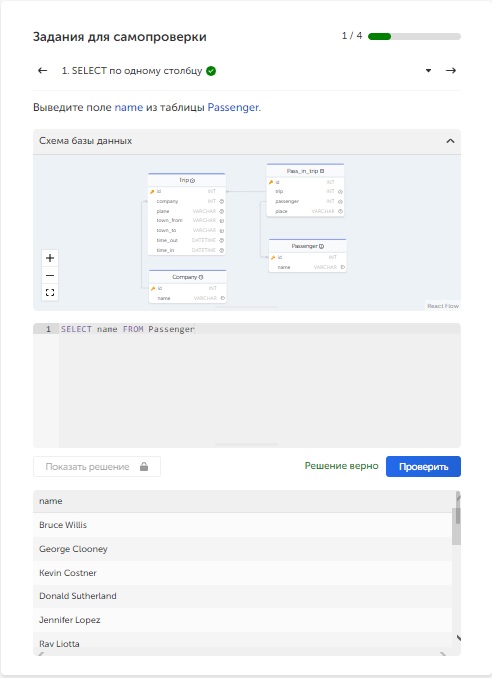 Задания для самопроверки
1 / 4
1. SELECT по одному столбцу
Выведите поле name из таблицы Passenger.
Схема базы данных
Trip
id INT
company INT
plane VARCHAR
town_from VARCHAR
town_to VARCHAR
time_out DATETIME
time_in DATETIME
Pass_in_trip
id INT
trip INT
passenger INT
place VARCHAR
Passenger
id INT
name VARCHAR
Company
id INT
name VARCHAR
React Flow
1 SELECT name FROM Passenger
Показать решение
Решение верно
Проверить
name
Bruce Willis
George Clooney
Kevin Costner
Donald Sutherland
Jennifer Lopez
Ray Liotta